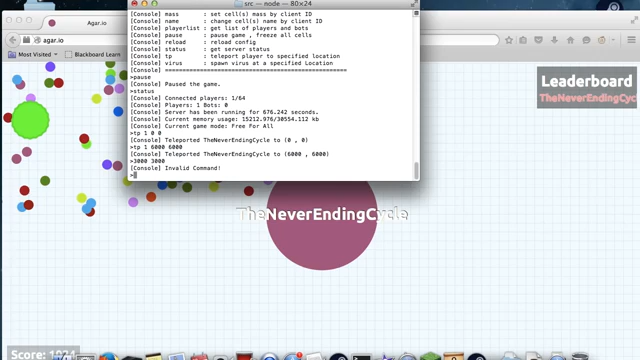 src — node — 80×24
[Console] mass : set cell(s) mass by client ID
[Console] name : change cell(s) name by client ID
[Console] playerlist : get list of players and bots
[Console] pause : pause game , freeze all cells
[Console] reload : reload config
[Console] status : get server status
[Console] tp : teleport player to specified location
[Console] virus : spawn virus at a specified Location
[Console] ====================================================
>pause
[Console] Paused the game.
>status
[Console] Connected players: 1/64
[Console] Players: 1 Bots: 0
[Console] Server has been running for 676.242 seconds.
[Console] Current memory usage: 15212.976/30554.112 kb
[Console] Current game mode: Free For All
>tp 1 0 0
[Console] Teleported TheNeverEndingCycle to (0 , 0)
>tp 1 6000 6000
[Console] Teleported TheNeverEndingCycle to (6000 , 6000)
>3000 3000
[Console] Invalid Command!
>
Agar.io
agar.io
Search
Most Visited
Blackboard Learn
Leaderboard
TheNeverEndingCycl
TheNeverEndingCycle
Score: 1024